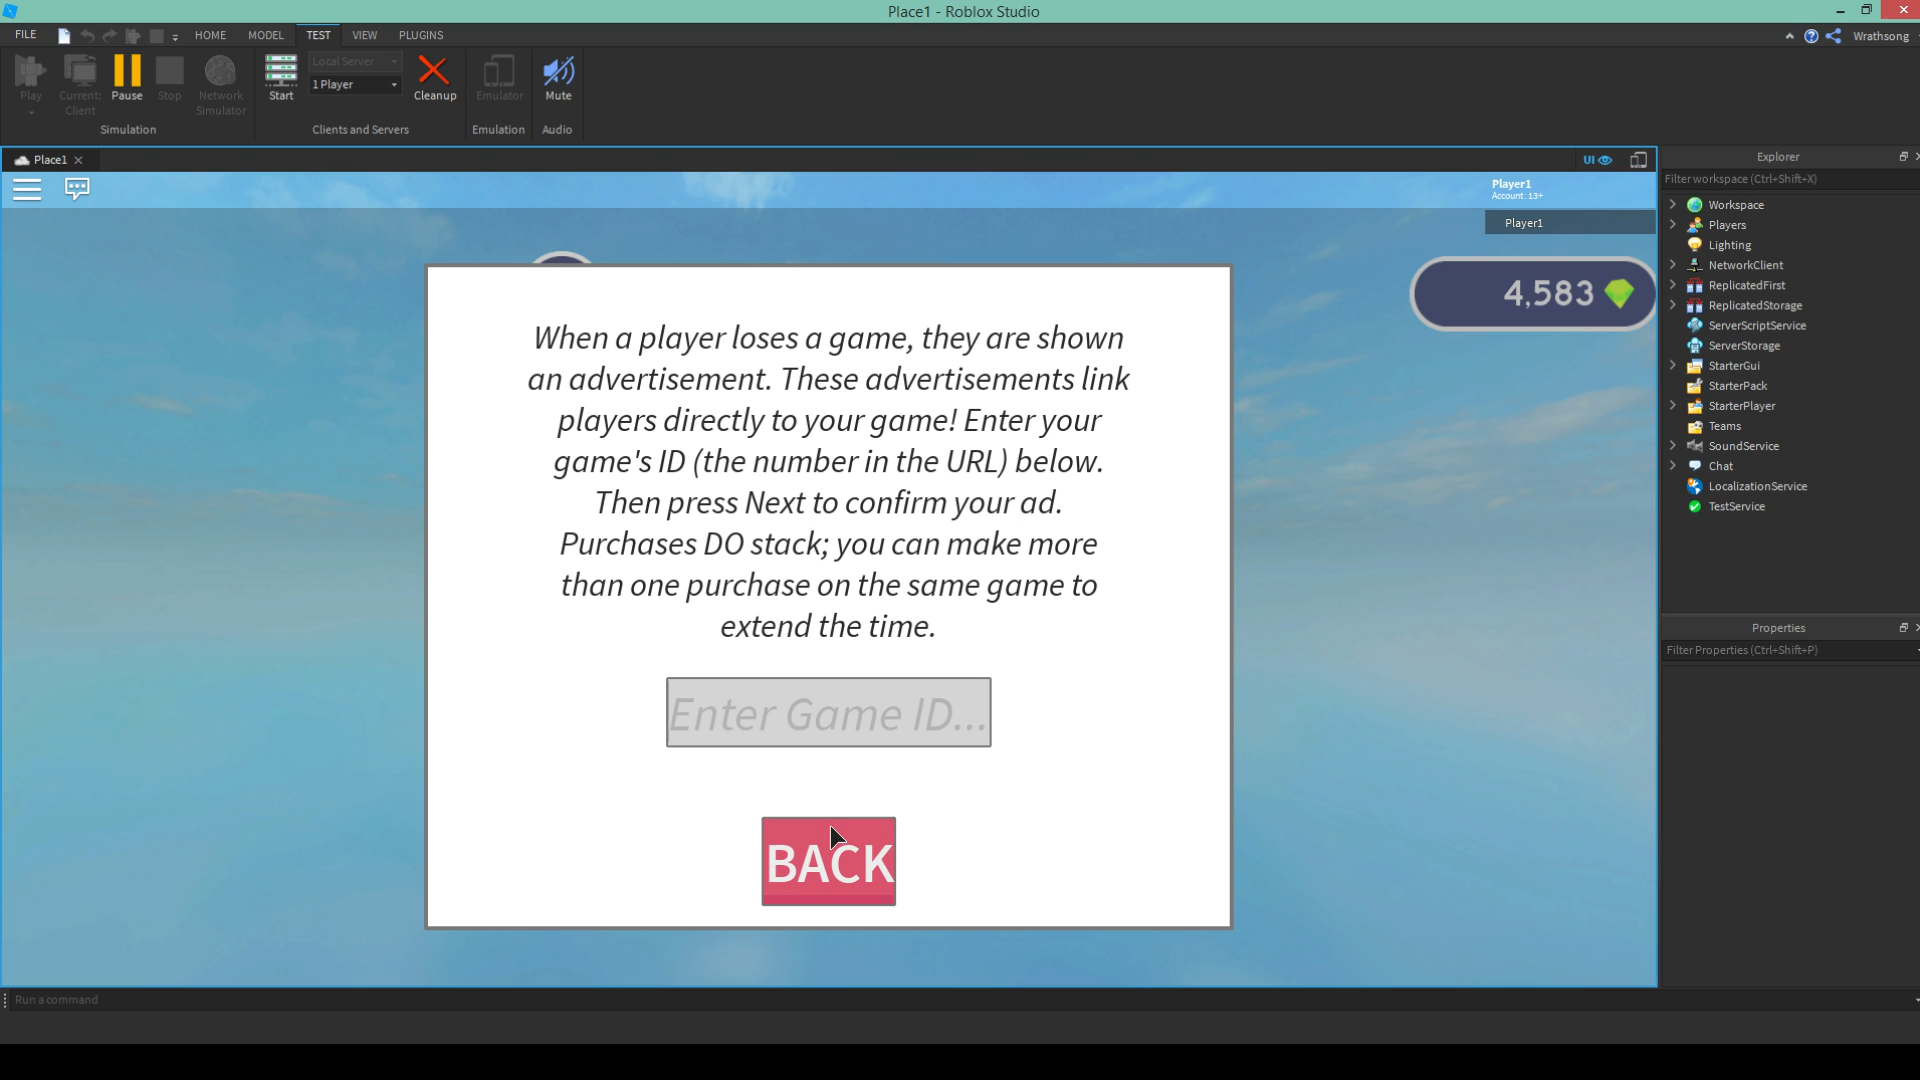 Place1 - Roblox Studio
FILE
HOME
MODEL
TEST
VIEW
PLUGINS
Wrathsong
Play
Current:
Client
Pause
Stop
Network
Simulator
Simulation
Start
Local Server
1 Player
Cleanup
Clients and Servers
Emulator
Emulation
Mute
Audio
Place1
UI
Player1
Account: 13+
Player1
4,583
When a player loses a game, they are shown
an advertisement. These advertisements link
players directly to your game! Enter your
game's ID (the number in the URL) below.
Then press Next to confirm your ad.
Purchases DO stack; you can make more
than one purchase on the same game to
extend the time.
Enter Game ID...
BACK
Explorer
Filter workspace (Ctrl+Shift+X)
Workspace
Players
Lighting
NetworkClient
ReplicatedFirst
ReplicatedStorage
ServerScriptService
ServerStorage
StarterGui
StarterPack
StarterPlayer
Teams
SoundService
Chat
LocalizationService
TestService
Properties
Filter Properties (Ctrl+Shift+P)
Run a command